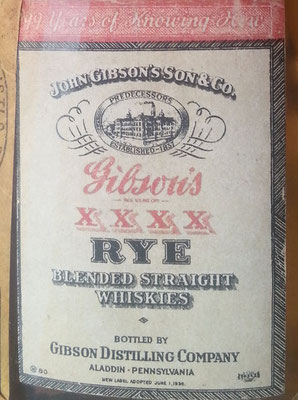 99 Years of Knowing How
JOHN GIBSON'S SON & CO.
PREDECESSORS
ESTABLISHED - 1837
Gibson's
XXXX
RYE
BLENDED STRAIGHT
WHISKIES
BOTTLED BY
GIBSON DISTILLING COMPANY
ALADDIN - PENNSYLVANIA
NEW LABEL ADOPTED JUNE 1, 1936.